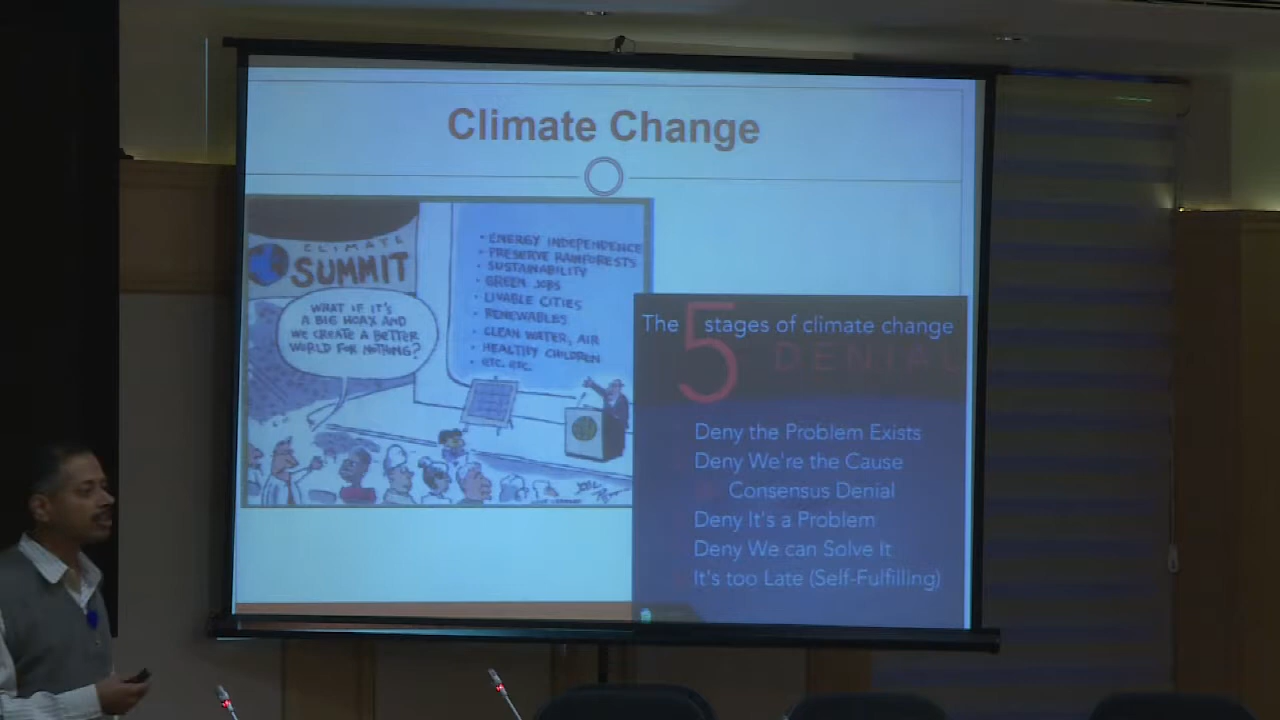 Climate Change
CLIMATE
SUMMIT
WHAT IF IT'S
A BIG HOAX AND
WE CREATE A BETTER
WORLD FOR NOTHING?
• ENERGY INDEPENDENCE
• PRESERVE RAINFORESTS
• SUSTAINABILITY
• GREEN JOBS
• LIVABLE CITIES
• RENEWABLES
• CLEAN WATER, AIR
• HEALTHY CHILDREN
• ETC. ETC.
The 5 stages of climate change
DENIAL
Deny the Problem Exists
Deny We're the Cause
Consensus Denial
Deny It's a Problem
Deny We can Solve It
It's too Late (Self-Fulfilling)